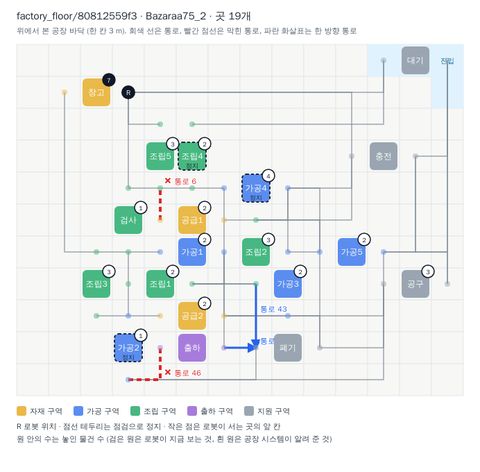 factory_floor/80812559f3 · Bazaraa75_2 · 곳 19개
위에서 본 공장 바닥 (한 칸 3 m). 회색 선은 통로, 빨간 점선은 막힌 통로, 파란 화살표는 한 방향 통로
대기
진입
창고
7
R
조립5
3
조립4
2
정지
충전
✕ 통로 6
가공4
4
정지
검사
1
공급1
2
가공1
2
조립2
3
가공5
2
조립3
3
조립1
2
가공3
2
공구
3
통로 43
공급2
2
가공2
1
정지
출하
통로
폐기
✕ 통로 46
자재 구역
가공 구역
조립 구역
출하 구역
지원 구역
R 로봇 위치 · 점선 테두리는 점검으로 정지 · 작은 점은 로봇이 서는 곳의 앞 칸
원 안의 수는 놓인 물건 수 (검은 원은 로봇이 지금 보는 것, 흰 원은 공장 시스템이 알려 준 것)